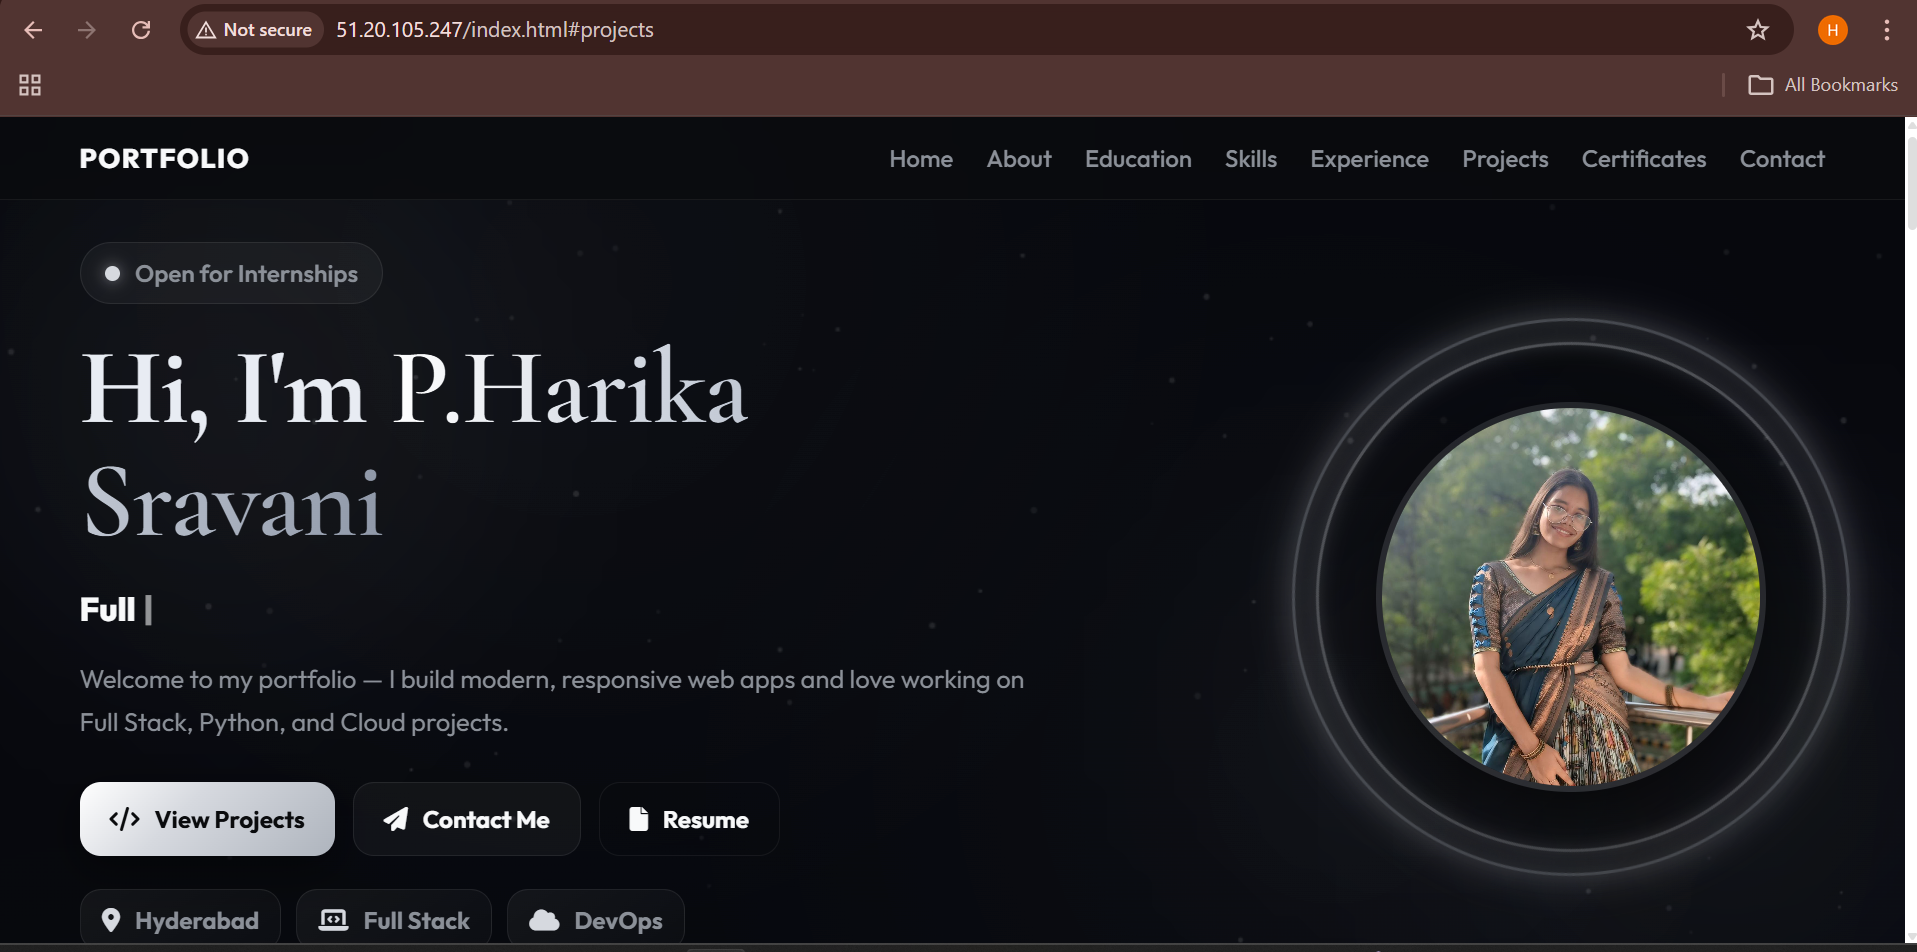 Not secure
51.20.105.247/index.html#projects
H
All Bookmarks
PORTFOLIO
Home
About
Education
Skills
Experience
Projects
Certificates
Contact
Open for Internships
Hi, I'm P.Harika
Sravani
Full |
Welcome to my portfolio — I build modern, responsive web apps and love working on
Full Stack, Python, and Cloud projects.
View Projects
Contact Me
Resume
Hyderabad
Full Stack
DevOps